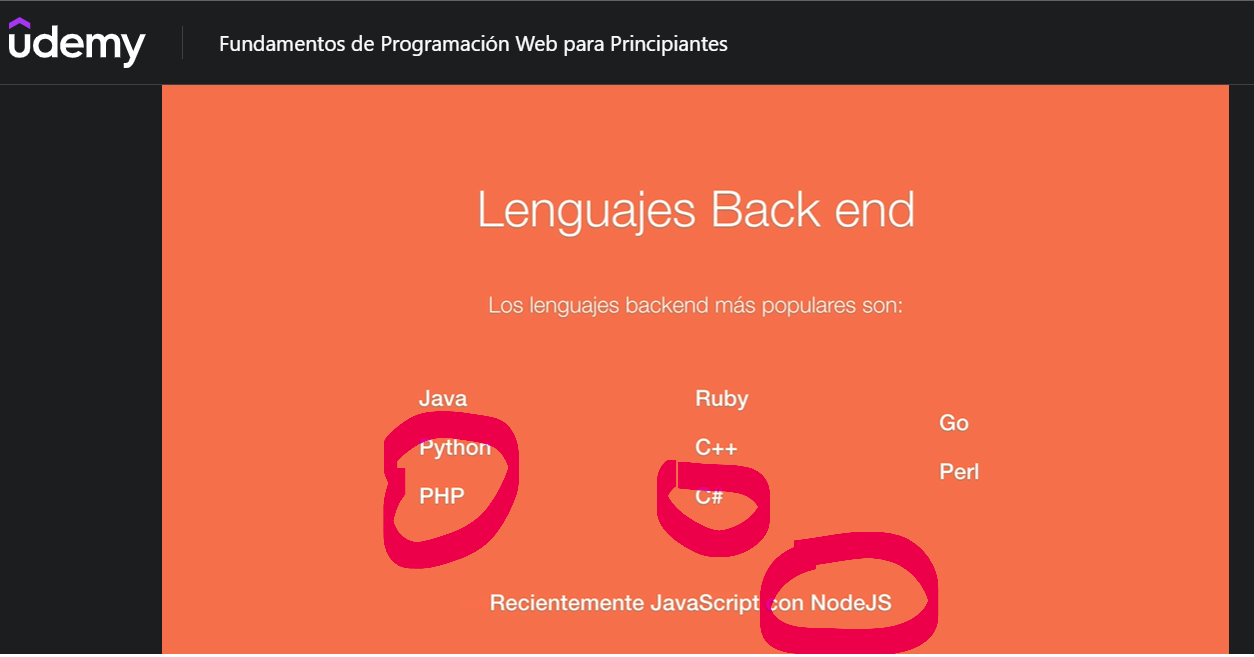 udemy
Fundamentos de Programación Web para Principiantes
Lenguajes Back end
Los lenguajes backend más populares son:
Java
Python
PHP
Ruby
C++
C#
Go
Perl
Recientemente JavaScript con NodeJS